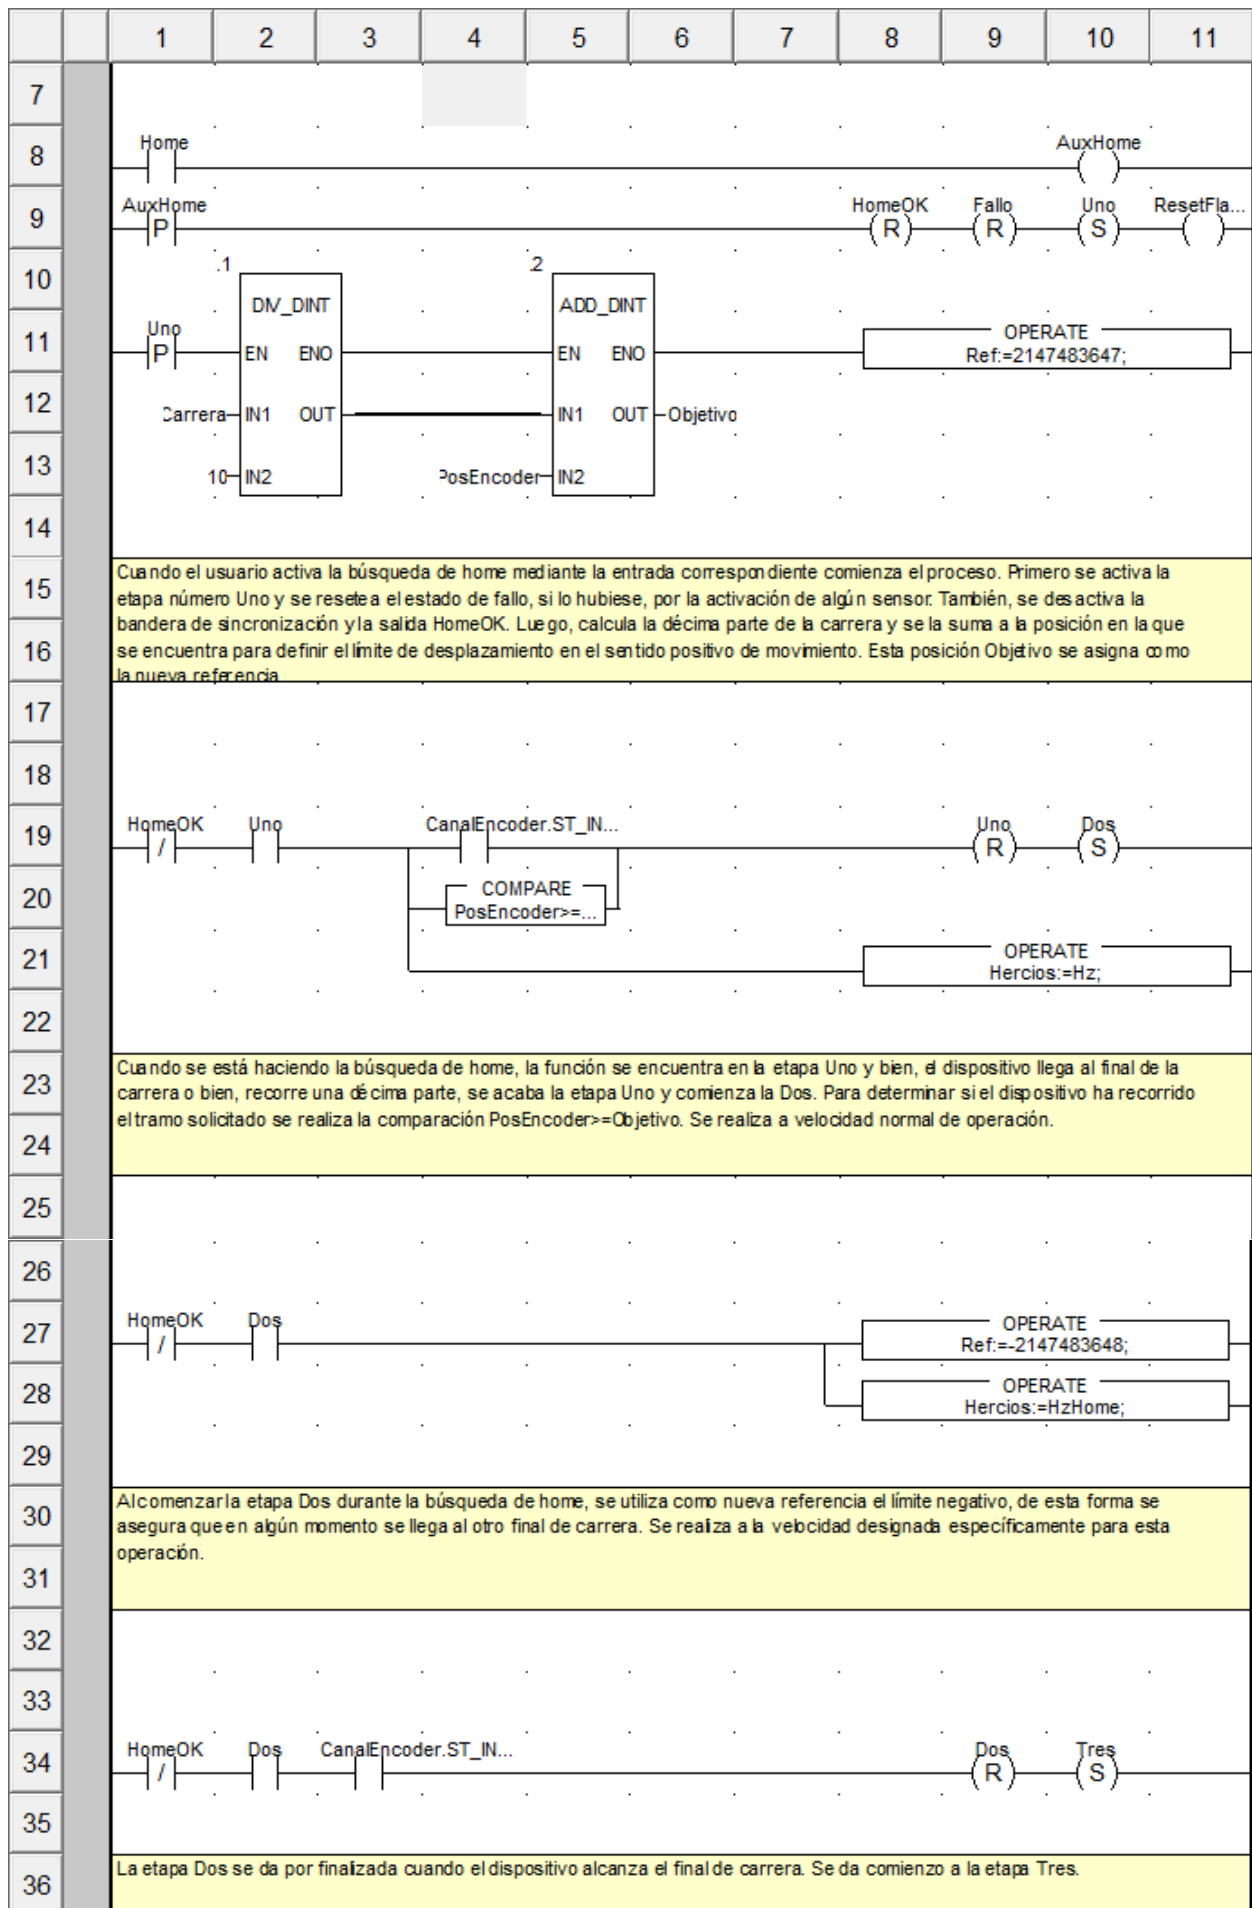 1 2 3 4 5 6 7 8 9 10 11
7
Home AuxHome
8
AuxHome HomeOK Fallo Uno ResetFla...
9 P R R S
10 .1 .2
DIV_DINT ADD_DINT
Uno OPERATE
11 P EN ENO EN ENO Ref:=2147483647;
12 Carrera IN1 OUT IN1 OUT Objetivo
13 10 IN2 PosEncoder IN2
14
15
Cuando el usuario activa la búsqueda de home mediante la entrada correspondiente comienza el proceso. Primero se activa la
etapa número Uno y se resetea el estado de fallo, si lo hubiese, por la activación de algún sensor. También, se desactiva la
bandera de sincronización y la salida HomeOK. Luego, calcula la décima parte de la carrera y se la suma a la posición en la que
16
se encuentra para definir el límite de desplazamiento en el sentido positivo de movimiento. Esta posición Objetivo se asigna como
la nueva referencia
17
18
HomeOK Uno CanalEncoder.ST_IN... Uno Dos
19 / R S
20 COMPARE
PosEncoder>=...
21 OPERATE
Hercios:=Hz;
22
23
Cuando se está haciendo la búsqueda de home, la función se encuentra en la etapa Uno y bien, el dispositivo llega al final de la
carrera o bien, recorre una décima parte, se acaba la etapa Uno y comienza la Dos. Para determinar si el dispositivo ha recorrido
el tramo solicitado se realiza la comparación PosEncoder>=Objetivo. Se realiza a velocidad normal de operación.
24
25
26
HomeOK Dos OPERATE
27 / Ref:=-2147483648;
28 OPERATE
Hercios:=HzHome;
29
30
Al comenzar la etapa Dos durante la búsqueda de home, se utiliza como nueva referencia el límite negativo, de esta forma se
asegura que en algún momento se llega al otro final de carrera. Se realiza a la velocidad designada específicamente para esta
operación.
31
32
33
HomeOK Dos CanalEncoder.ST_IN... Dos Tres
34 / R S
35
36 La etapa Dos se da por finalizada cuando el dispositivo alcanza el final de carrera. Se da comienzo a la etapa Tres.